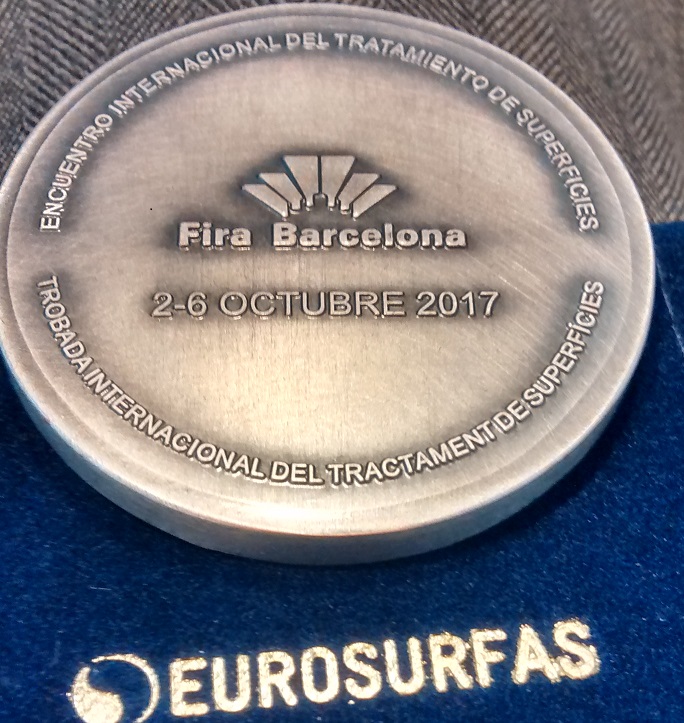 ENCUENTRO INTERNACIONAL DEL TRATAMIENTO DE SUPERFICIES
Fira Barcelona
2-6 OCTUBRE 2017
TROBADA INTERNACIONAL DEL TRACTAMENT DE SUPERFÍCIES
EUROSURFAS